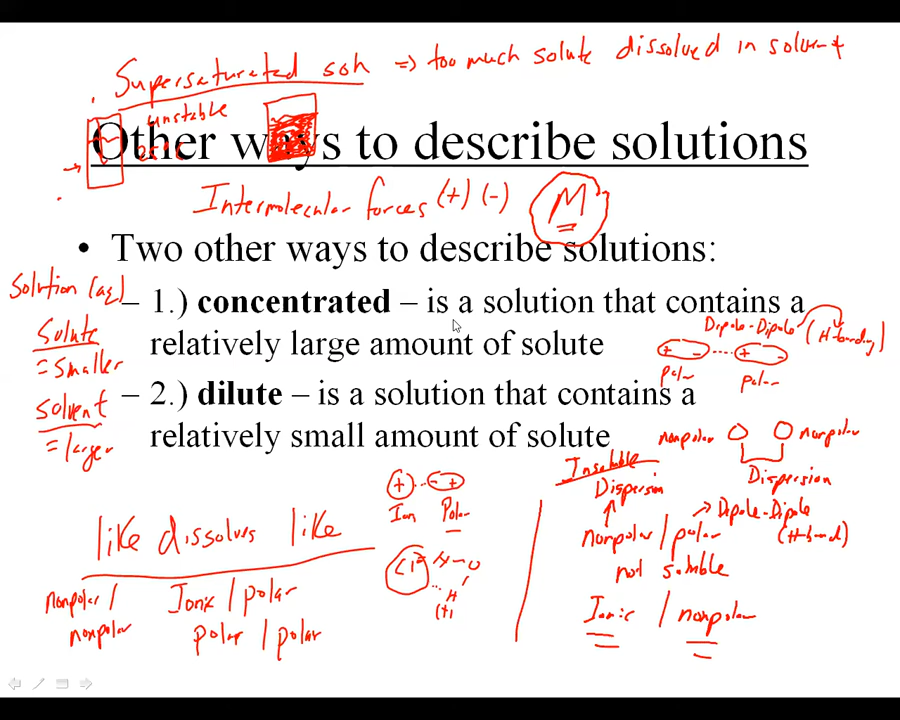 Supersaturated soln ⇒ too much solute dissolved in solvent
unstable
25°C
Other ways to describe solutions
Intermolecular forces (+) (-) M
• Two other ways to describe solutions:
Solution (aq)
– 1.) concentrated – is a solution that contains a
relatively large amount of solute
Solute
= smaller
Dipole-Dipole (H-bonding)
+ - + -
polar polar
– 2.) dilute – is a solution that contains a
relatively small amount of solute
solvent
= larger
nonpolar nonpolar
Dispersion
Insoluble
Dispersion
+ - +
Ion Polar
Dipole-Dipole
(H-bond)
like dissolves like
nonpolar / polar
not soluble
Cl- H-O
H
(+)
nonpolar /
nonpolar
Ionic / polar
polar / polar
Ionic / nonpolar